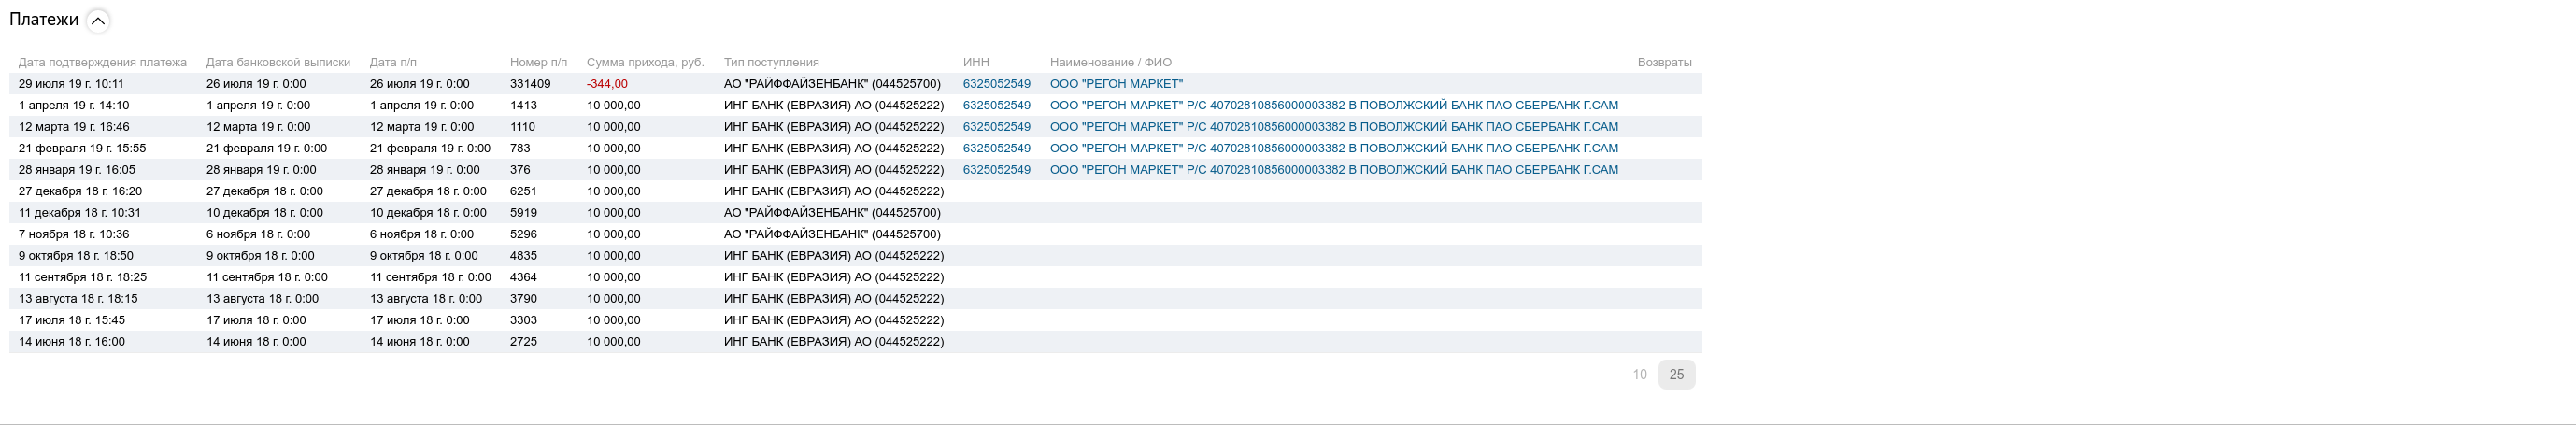 Платежи
Дата подтверждения платежа Дата банковской выписки Дата п/п Номер п/п Сумма прихода, руб. Тип поступления ИНН Наименование / ФИО Возвраты
29 июля 19 г. 10:11 26 июля 19 г. 0:00 26 июля 19 г. 0:00 331409 -344,00 АО "РАЙФФАЙЗЕНБАНК" (044525700) 6325052549 ООО "РЕГОН МАРКЕТ"
1 апреля 19 г. 14:10 1 апреля 19 г. 0:00 1 апреля 19 г. 0:00 1413 10 000,00 ИНГ БАНК (ЕВРАЗИЯ) АО (044525222) 6325052549 ООО "РЕГОН МАРКЕТ" Р/С 40702810856000003382 В ПОВОЛЖСКИЙ БАНК ПАО СБЕРБАНК Г.САМ
12 марта 19 г. 16:46 12 марта 19 г. 0:00 12 марта 19 г. 0:00 1110 10 000,00 ИНГ БАНК (ЕВРАЗИЯ) АО (044525222) 6325052549 ООО "РЕГОН МАРКЕТ" Р/С 40702810856000003382 В ПОВОЛЖСКИЙ БАНК ПАО СБЕРБАНК Г.САМ
21 февраля 19 г. 15:55 21 февраля 19 г. 0:00 21 февраля 19 г. 0:00 783 10 000,00 ИНГ БАНК (ЕВРАЗИЯ) АО (044525222) 6325052549 ООО "РЕГОН МАРКЕТ" Р/С 40702810856000003382 В ПОВОЛЖСКИЙ БАНК ПАО СБЕРБАНК Г.САМ
28 января 19 г. 16:05 28 января 19 г. 0:00 28 января 19 г. 0:00 376 10 000,00 ИНГ БАНК (ЕВРАЗИЯ) АО (044525222) 6325052549 ООО "РЕГОН МАРКЕТ" Р/С 40702810856000003382 В ПОВОЛЖСКИЙ БАНК ПАО СБЕРБАНК Г.САМ
27 декабря 18 г. 16:20 27 декабря 18 г. 0:00 27 декабря 18 г. 0:00 6251 10 000,00 ИНГ БАНК (ЕВРАЗИЯ) АО (044525222)
11 декабря 18 г. 10:31 10 декабря 18 г. 0:00 10 декабря 18 г. 0:00 5919 10 000,00 АО "РАЙФФАЙЗЕНБАНК" (044525700)
7 ноября 18 г. 10:36 6 ноября 18 г. 0:00 6 ноября 18 г. 0:00 5296 10 000,00 АО "РАЙФФАЙЗЕНБАНК" (044525700)
9 октября 18 г. 18:50 9 октября 18 г. 0:00 9 октября 18 г. 0:00 4835 10 000,00 ИНГ БАНК (ЕВРАЗИЯ) АО (044525222)
11 сентября 18 г. 18:25 11 сентября 18 г. 0:00 11 сентября 18 г. 0:00 4364 10 000,00 ИНГ БАНК (ЕВРАЗИЯ) АО (044525222)
13 августа 18 г. 18:15 13 августа 18 г. 0:00 13 августа 18 г. 0:00 3790 10 000,00 ИНГ БАНК (ЕВРАЗИЯ) АО (044525222)
17 июля 18 г. 15:45 17 июля 18 г. 0:00 17 июля 18 г. 0:00 3303 10 000,00 ИНГ БАНК (ЕВРАЗИЯ) АО (044525222)
14 июня 18 г. 16:00 14 июня 18 г. 0:00 14 июня 18 г. 0:00 2725 10 000,00 ИНГ БАНК (ЕВРАЗИЯ) АО (044525222)
10 25